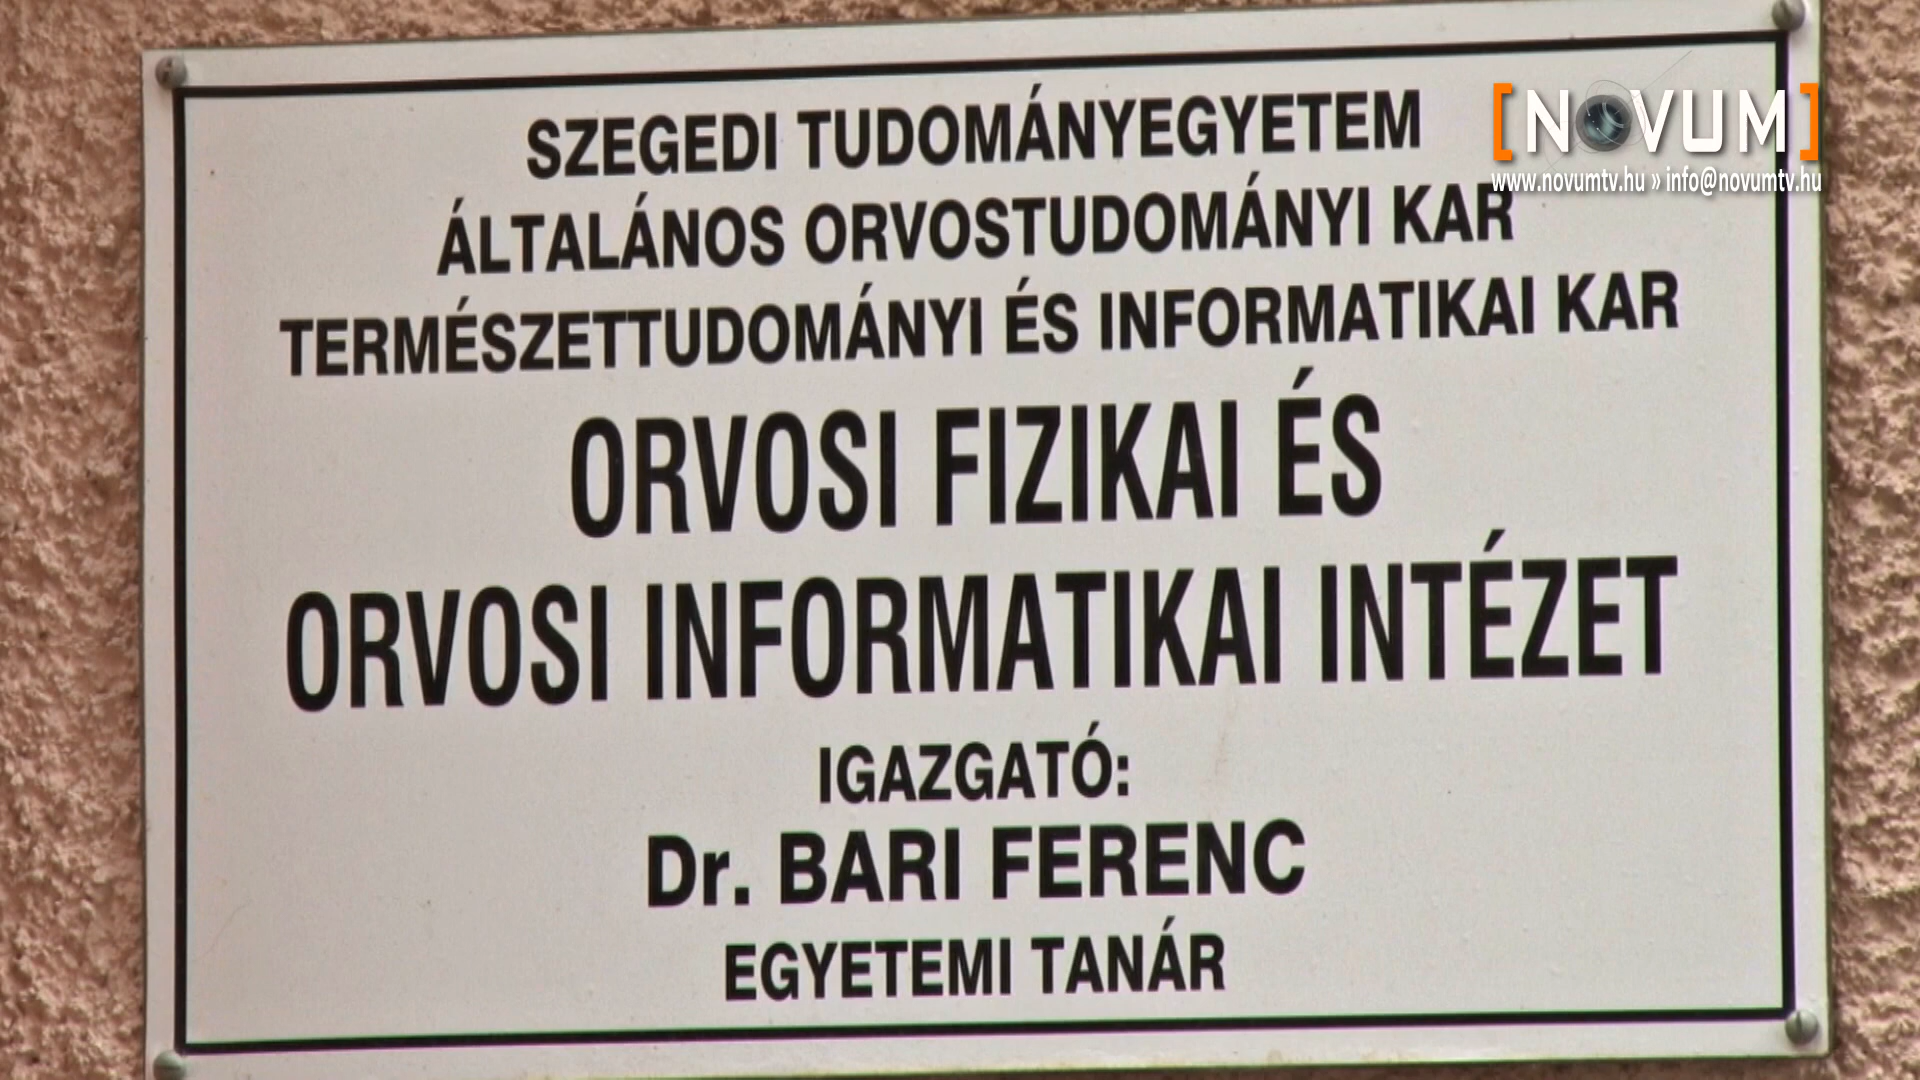 [NOVUM]
www.novumtv.hu » info@novumtv.hu
SZEGEDI TUDOMÁNYEGYETEM
ÁLTALÁNOS ORVOSTUDOMÁNYI KAR
TERMÉSZETTUDOMÁNYI ÉS INFORMATIKAI KAR
ORVOSI FIZIKAI ÉS
ORVOSI INFORMATIKAI INTÉZET
IGAZGATÓ:
Dr. BARI FERENC
EGYETEMI TANÁR